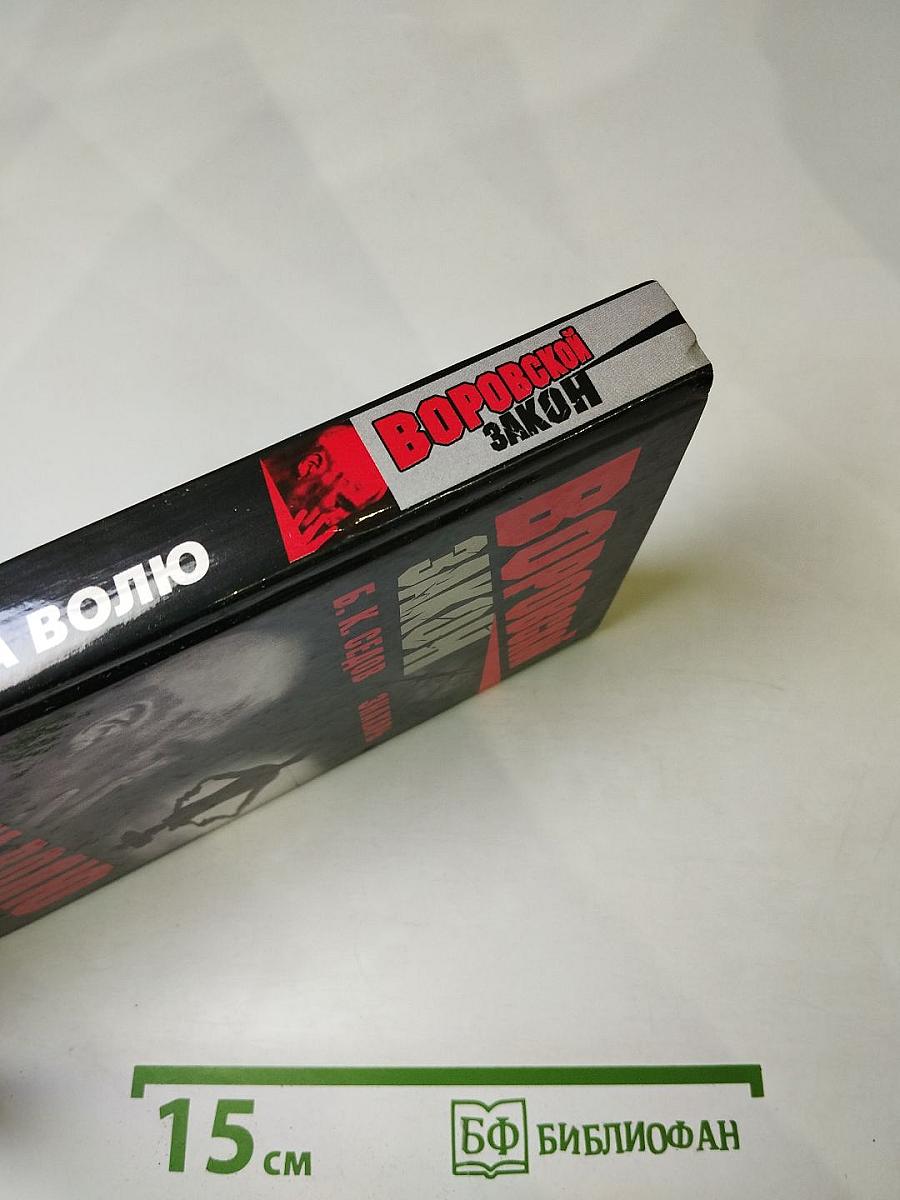 ВОРОВСКОЙ
ЗАКОН
А ВОЛЮ
ВОРОВСКОЙ
ЗАКОН
Б. К. СЕДОВ
15 см
БФ БИБЛИОФАН